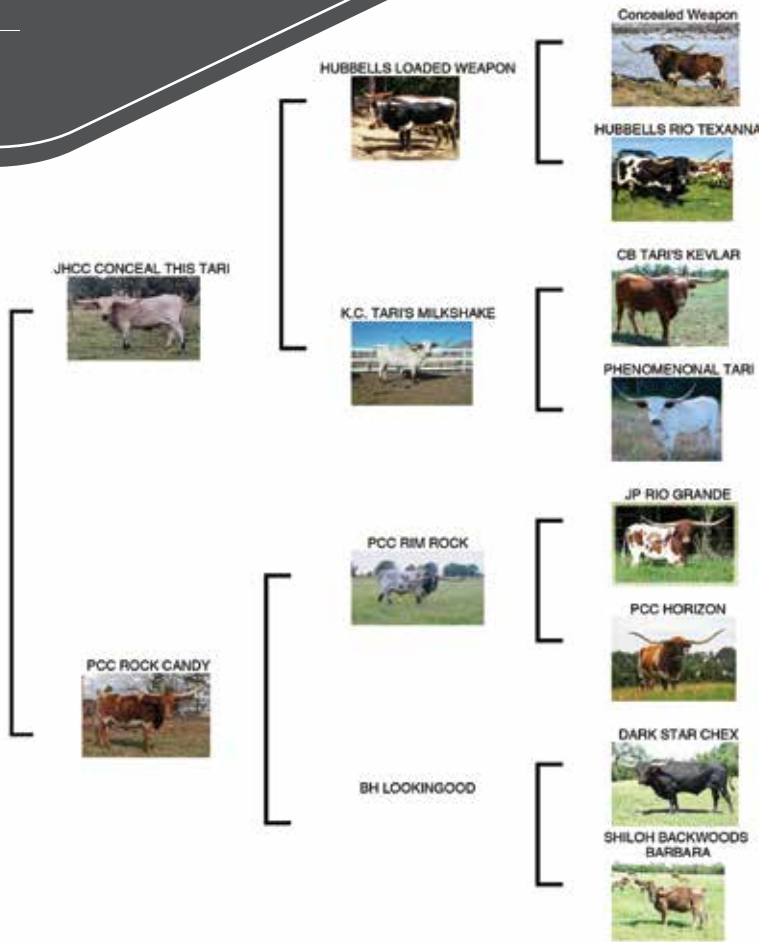 Concealed Weapon
HUBBELLS LOADED WEAPON
HUBBELLS RIO TEXANNA
JHCC CONCEAL THIS TARI
CB TARI'S KEVLAR
K.C. TARI'S MILKSHAKE
PHENOMENONAL TARI
JP RIO GRANDE
PCC RIM ROCK
PCC HORIZON
PCC ROCK CANDY
DARK STAR CHEX
BH LOOKINGOOD
SHILOH BACKWOODS
BARBARA